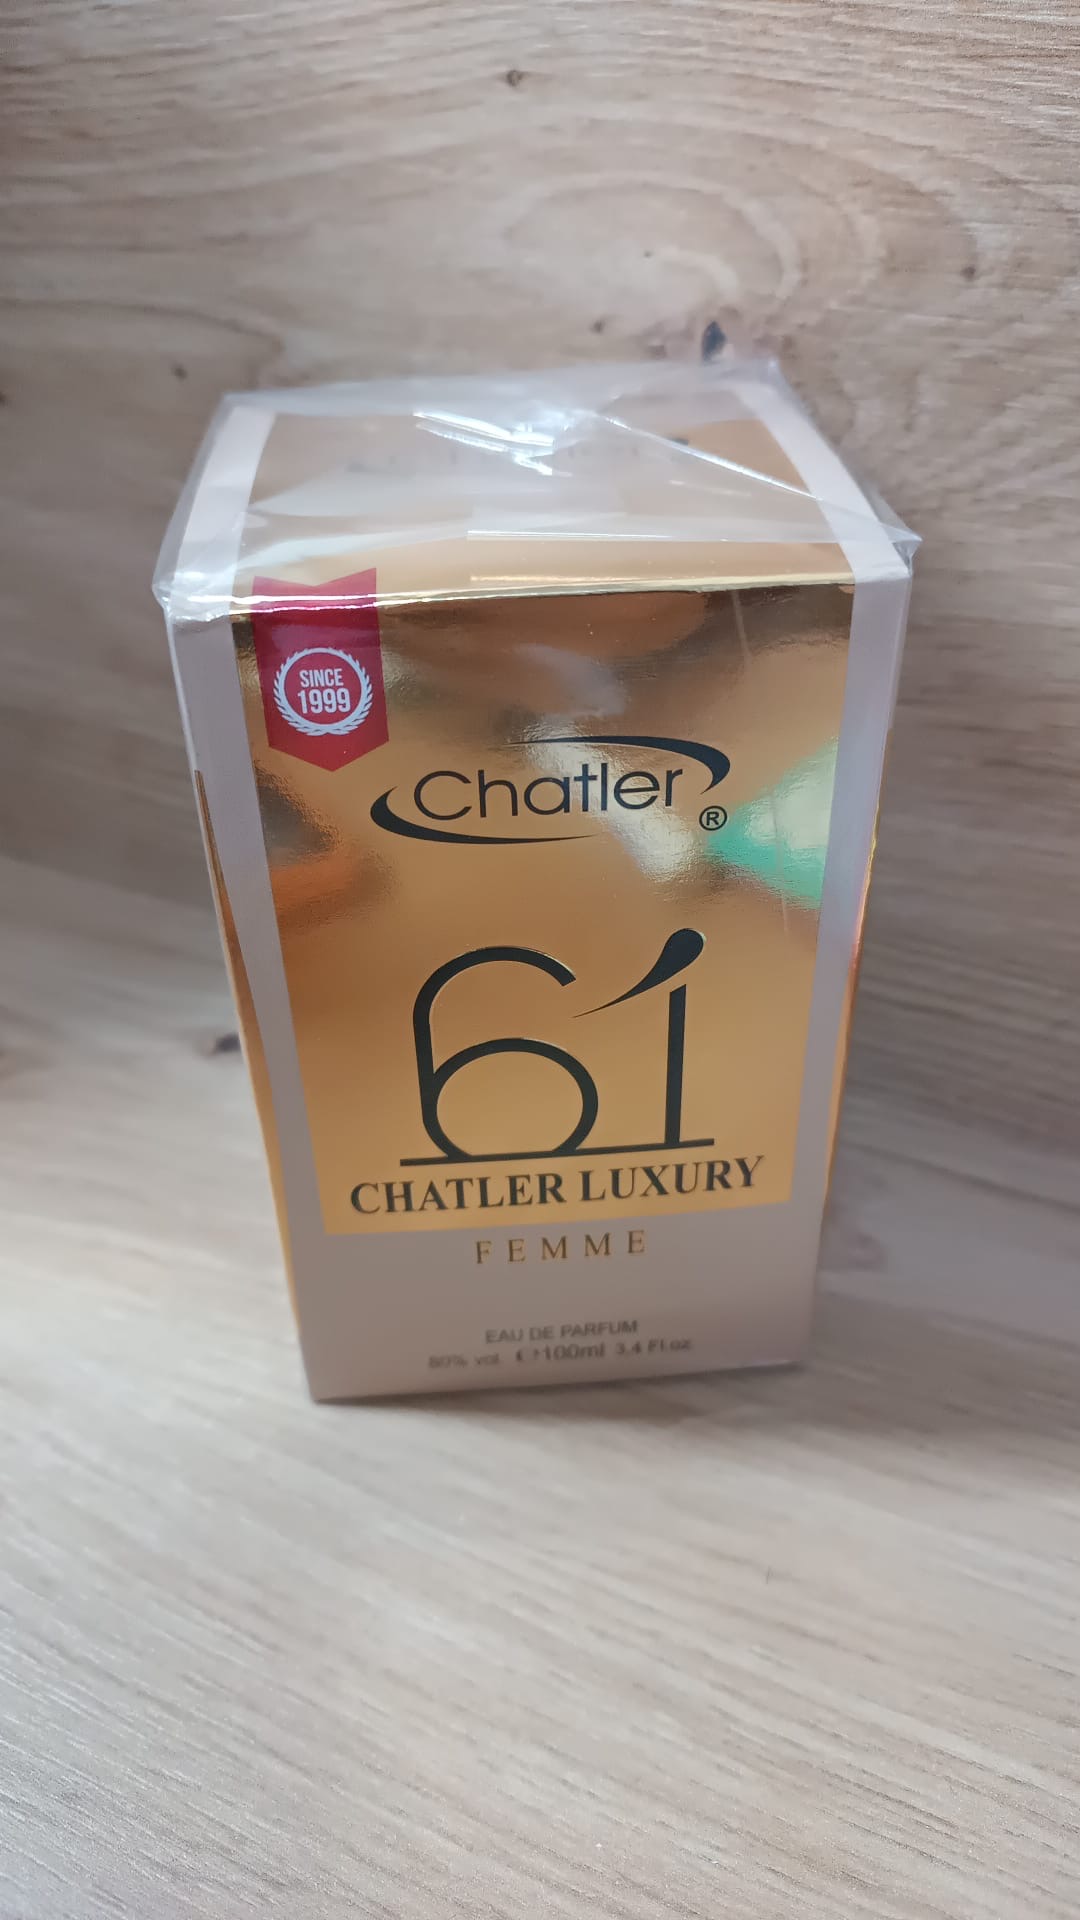 SINCE
1999
Chatler®
61
CHATLER LUXURY
FEMME
EAU DE PARFUM
80% vol. 100ml 3.4 Fl.oz